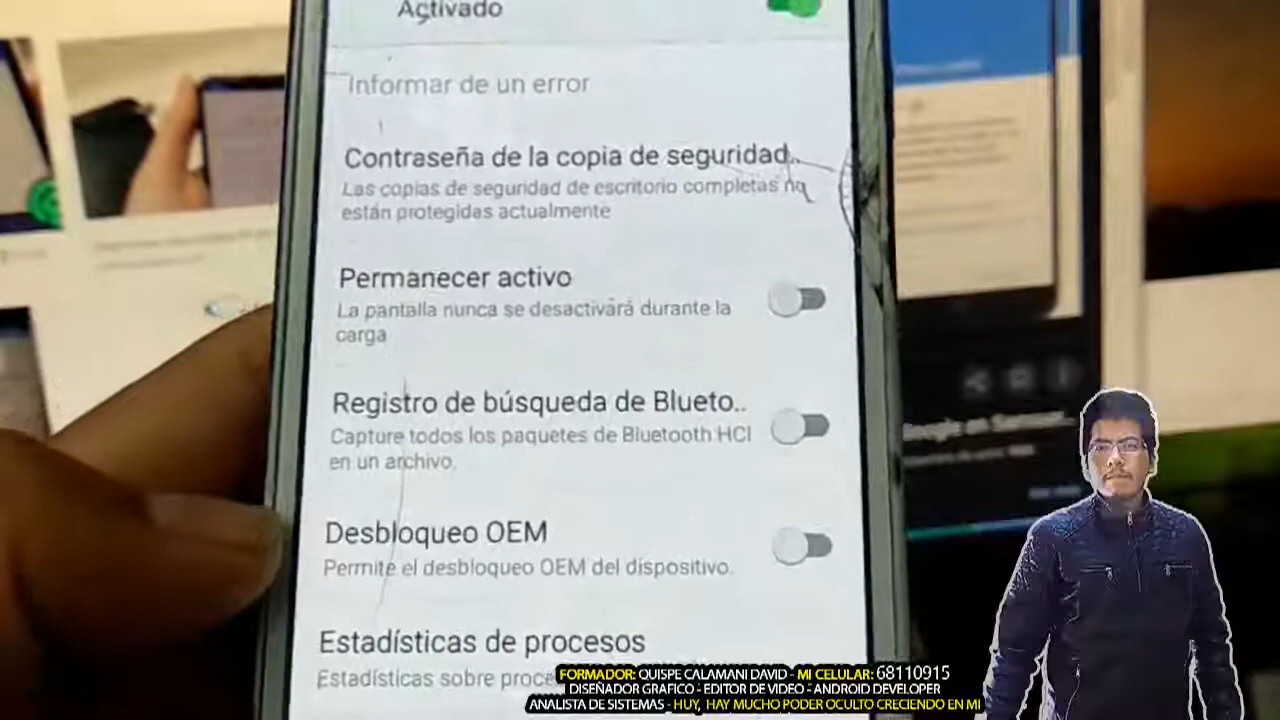 Activado
Informar de un error
Contraseña de la copia de seguridad..
Las copias de seguridad de escritorio completas no
están protegidas actualmente
Permanecer activo
La pantalla nunca se desactivará durante la
carga
Registro de búsqueda de Blueto..
Capture todos los paquetes de Bluetooth HCI
en un archivo.
Desbloqueo OEM
Permite el desbloqueo OEM del dispositivo.
Estadísticas de procesos
Estadísticas sobre proce
FORMADOR: QUISPE CALAMANI DAVID - MI CELULAR: 68110915
DISEÑADOR GRAFICO - EDITOR DE VIDEO - ANDROID DEVELOPER
ANALISTA DE SISTEMAS - HUY, HAY MUCHO PODER OCULTO CRECIENDO EN MI